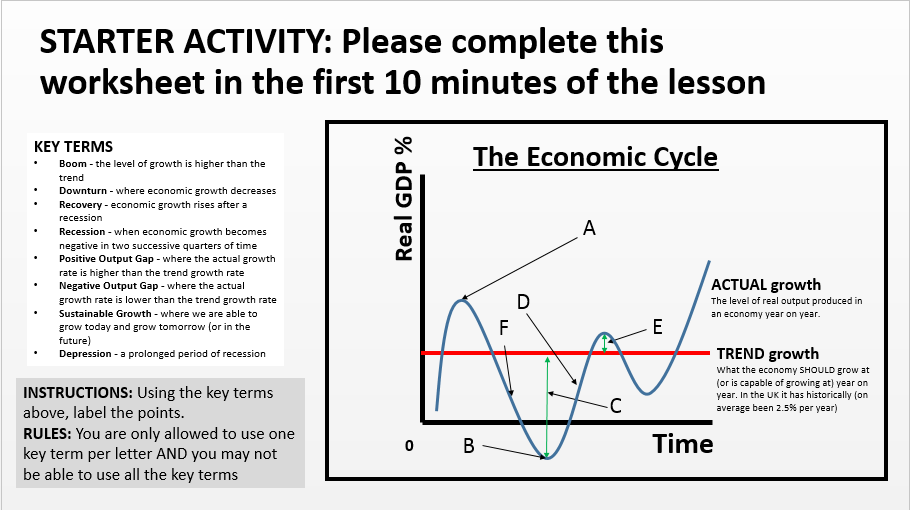 STARTER ACTIVITY: Please complete this
worksheet in the first 10 minutes of the lesson
KEY TERMS
• Boom - the level of growth is higher than the
trend
• Downturn - where economic growth decreases
• Recovery - economic growth rises after a
recession
• Recession - when economic growth becomes
negative in two successive quarters of time
• Positive Output Gap - where the actual growth
rate is higher than the trend growth rate
• Negative Output Gap - where the actual
growth rate is lower than the trend growth rate
• Sustainable Growth - where we are able to
grow today and grow tomorrow (or in the
future)
• Depression - a prolonged period of recession
INSTRUCTIONS: Using the key terms
above, label the points.
RULES: You are only allowed to use one
key term per letter AND you may not
be able to use all the key terms
The Economic Cycle
Real GDP %
A
D
F
E
C
B
0
Time
ACTUAL growth
The level of real output produced in
an economy year on year.
TREND growth
What the economy SHOULD grow at
(or is capable of growing at) year on
year. In the UK it has historically (on
average been 2.5% per year)